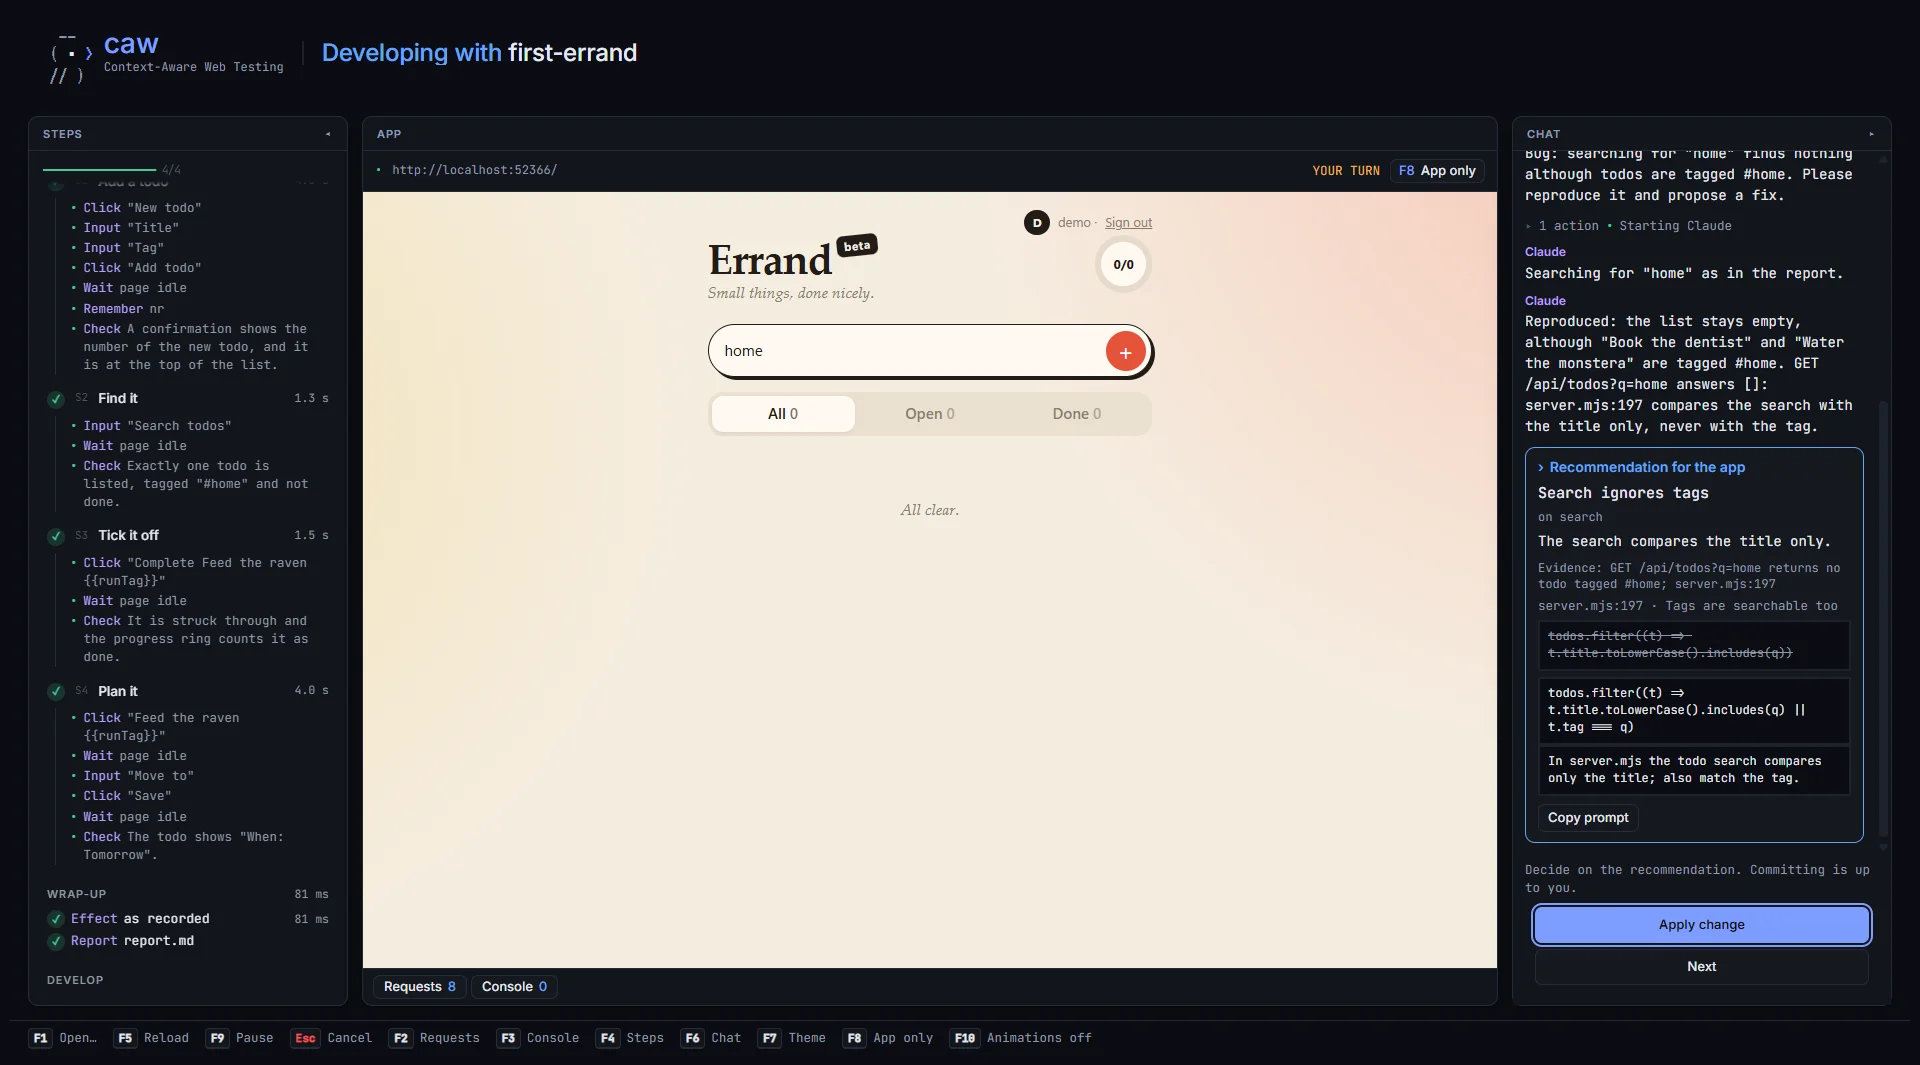 caw
Context-Aware Web Testing
Developing with first-errand
STEPS
4/4
Add a todo
Click "New todo"
Input "Title"
Input "Tag"
Click "Add todo"
Wait page idle
Remember nr
Check A confirmation shows the
number of the new todo, and it
is at the top of the list.
S2 Find it 1.3 s
Input "Search todos"
Wait page idle
Check Exactly one todo is
listed, tagged "#home" and not
done.
S3 Tick it off 1.5 s
Click "Complete Feed the raven
{{runTag}}"
Wait page idle
Check It is struck through and
the progress ring counts it as
done.
S4 Plan it 4.0 s
Click "Feed the raven
{{runTag}}"
Wait page idle
Input "Move to"
Click "Save"
Wait page idle
Check The todo shows "When:
Tomorrow".
WRAP-UP 81 ms
Effect as recorded 81 ms
Report report.md
DEVELOP
APP
http://localhost:52366/
YOUR TURN
F8 App only
D demo · Sign out
Errand beta
Small things, done nicely.
0/0
home
+
All 0
Open 0
Done 0
All clear.
Requests 8
Console 0
CHAT
Bug: searching for "home" finds nothing
although todos are tagged #home. Please
reproduce it and propose a fix.
1 action • Starting Claude
Claude
Searching for "home" as in the report.
Claude
Reproduced: the list stays empty,
although "Book the dentist" and "Water
the monstera" are tagged #home. GET
/api/todos?q=home answers []:
server.mjs:197 compares the search with
the title only, never with the tag.
› Recommendation for the app
Search ignores tags
on search
The search compares the title only.
Evidence: GET /api/todos?q=home returns no
todo tagged #home; server.mjs:197
server.mjs:197 · Tags are searchable too
todos.filter((t) =>
t.title.toLowerCase().includes(q))
todos.filter((t) =>
t.title.toLowerCase().includes(q) ||
t.tag === q)
In server.mjs the todo search compares
only the title; also match the tag.
Copy prompt
Decide on the recommendation. Committing is up
to you.
Apply change
Next
F1 Open… F5 Reload F9 Pause Esc Cancel F2 Requests F3 Console F4 Steps F6 Chat F7 Theme F8 App only F10 Animations off